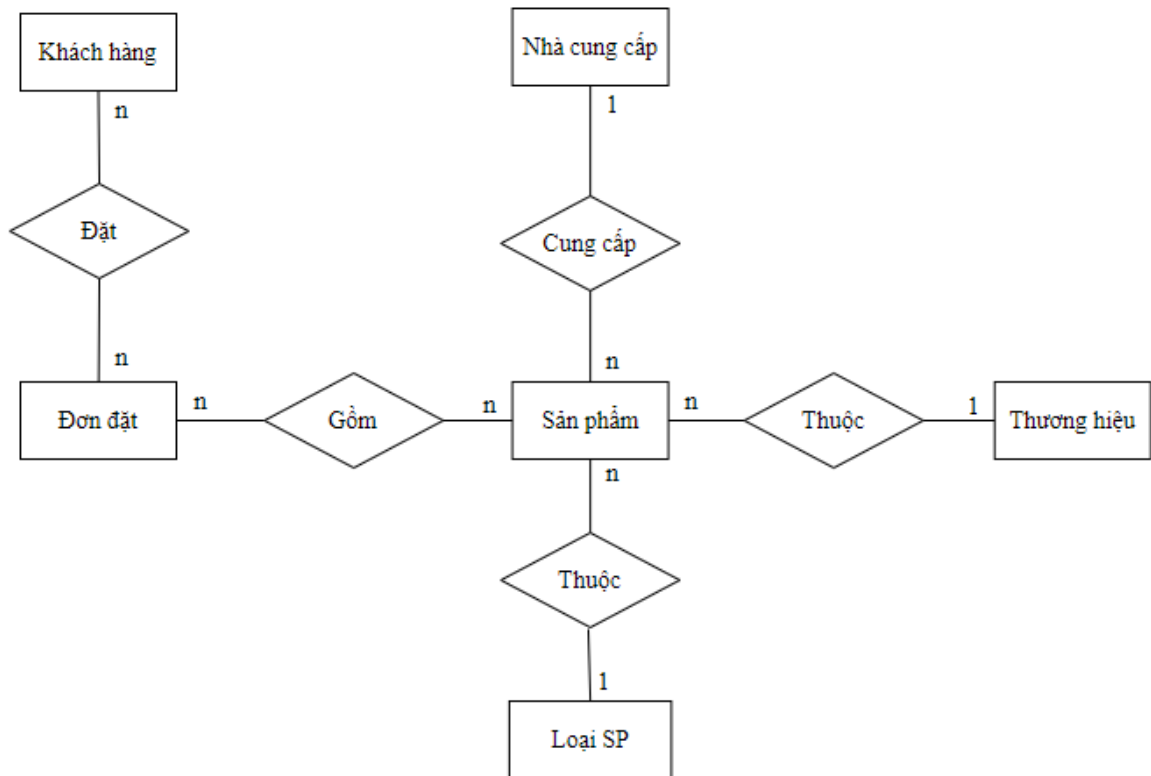 Khách hàng
Nhà cung cấp
n
1
Đặt
Cung cấp
n
n
Đơn đặt
n
Gồm
n
Sản phẩm
n
Thuộc
1
Thương hiệu
n
Thuộc
1
Loại SP